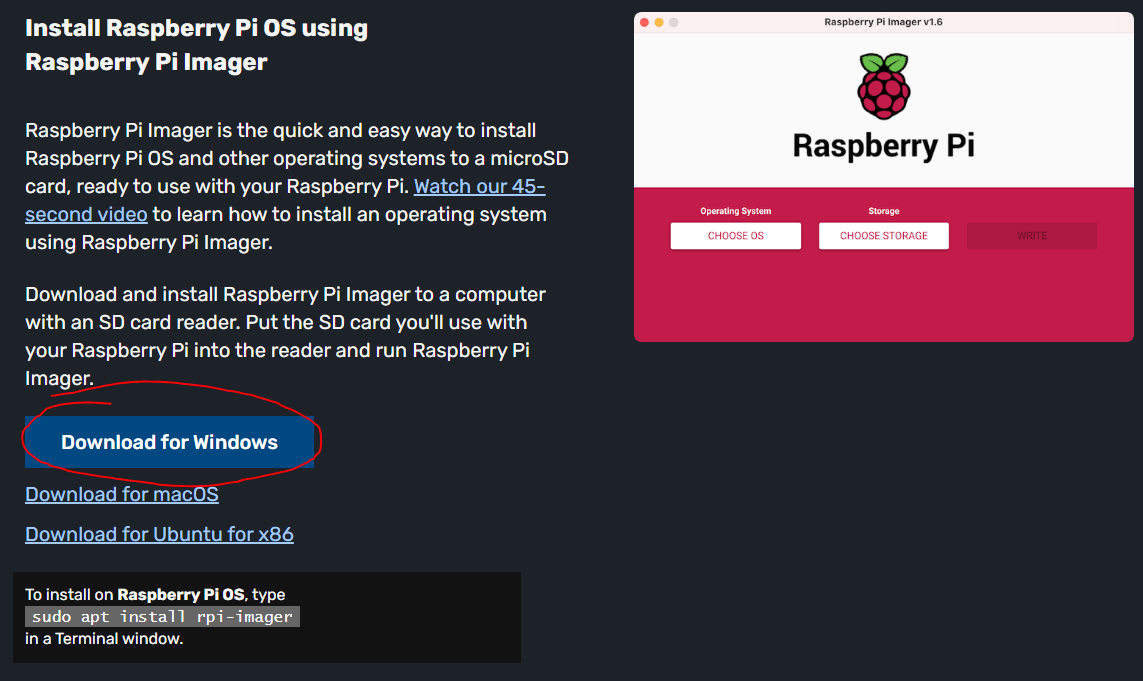 Install Raspberry Pi OS using
Raspberry Pi Imager
Raspberry Pi Imager is the quick and easy way to install
Raspberry Pi OS and other operating systems to a microSD
card, ready to use with your Raspberry Pi. Watch our 45-
second video to learn how to install an operating system
using Raspberry Pi Imager.
Download and install Raspberry Pi Imager to a computer
with an SD card reader. Put the SD card you'll use with
your Raspberry Pi into the reader and run Raspberry Pi
Imager.
Download for Windows
Download for macOS
Download for Ubuntu for x86
To install on Raspberry Pi OS, type
sudo apt install rpi-imager
in a Terminal window.
Raspberry Pi Imager v1.6
Raspberry Pi
Operating System
Storage
CHOOSE OS
CHOOSE STORAGE
WRITE